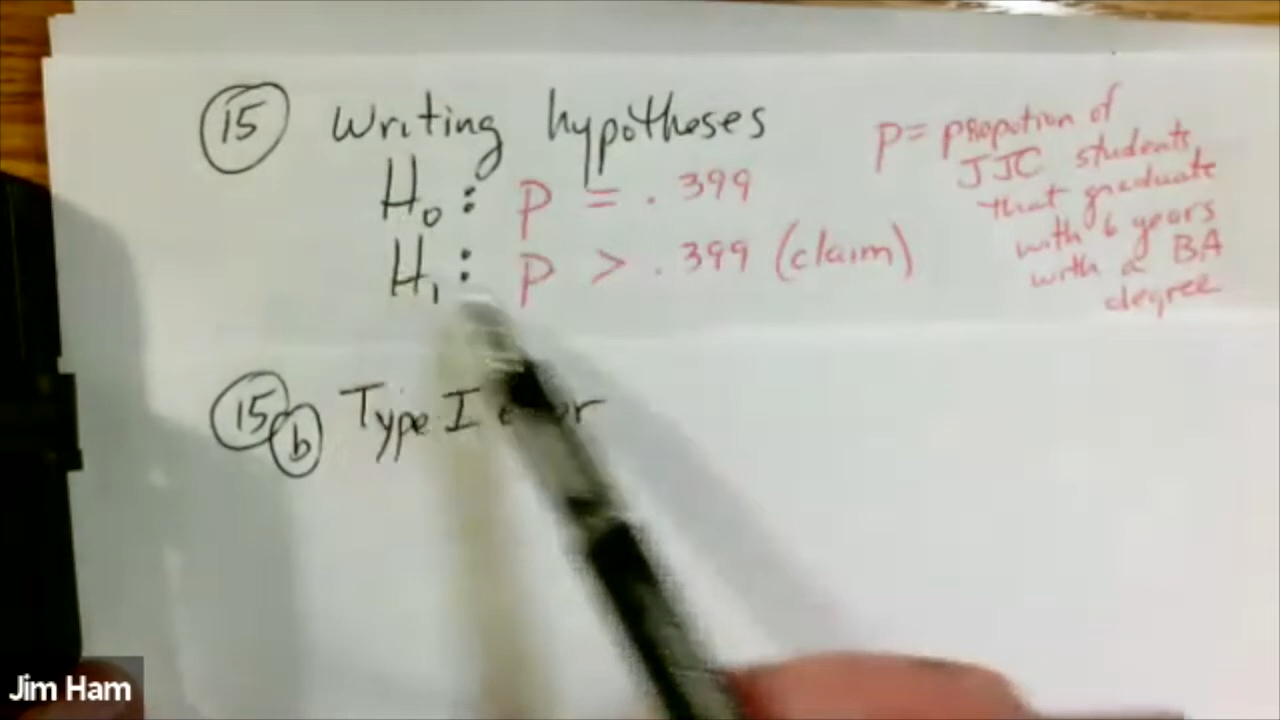 15 Writing hypotheses
H0: P = .399
H1: P > .399 (claim)
P = propotion of
JJC students
that graduate
with 6 years
with a BA
degree
15 b Type I
Jim Ham